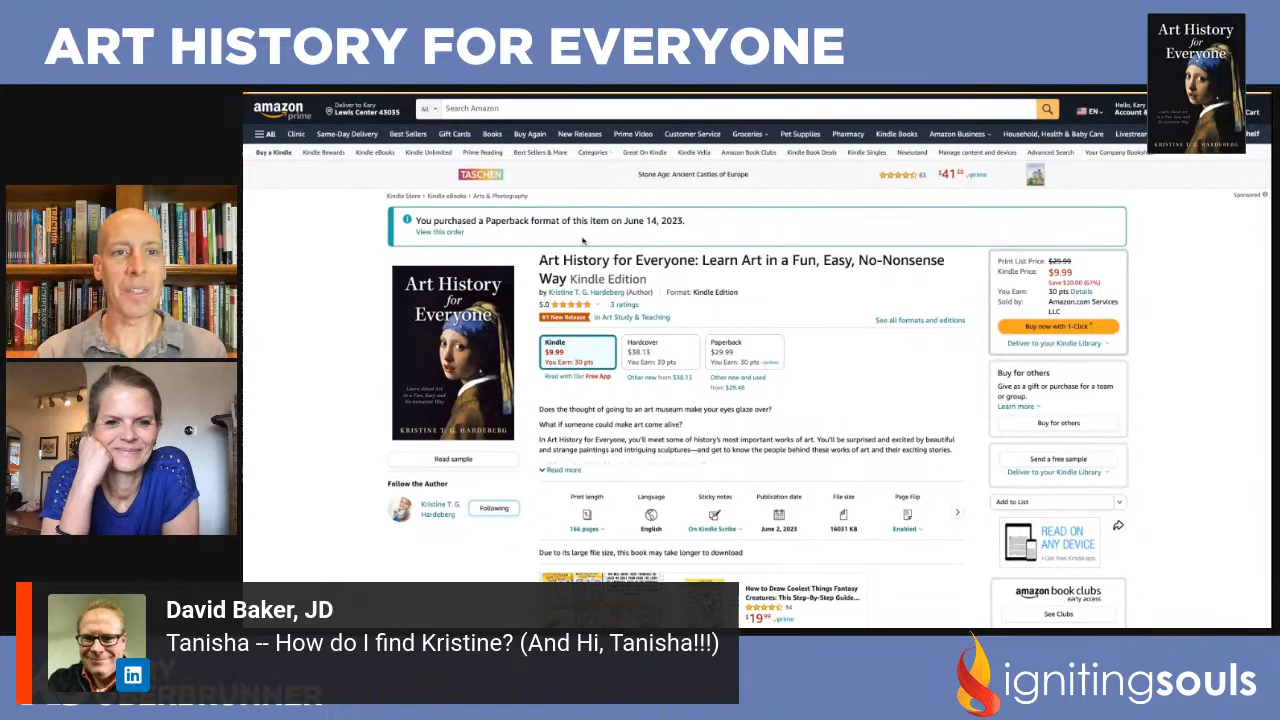 ART HISTORY FOR EVERYONE
Art History
for
Everyone
KRISTINE T. G. HARDEBERG
amazon
prime
Deliver to Kary
Lewis Center 43035
All
Search Amazon
EN
Hello, Kary
Account &
Cart
All Clinic Same-Day Delivery Best Sellers Gift Cards Books Buy Again New Releases Prime Video Customer Service Groceries Pet Supplies Pharmacy Kindle Books Amazon Business Household, Health & Baby Care Livestream
helf
Buy a Kindle Kindle Rewards Kindle eBooks Kindle Unlimited Prime Reading Best Sellers & More Categories Great On Kindle Kindle Vella Amazon Book Clubs Kindle Book Deals Kindle Singles Newsstand Manage content and devices Advanced Search Your Company Booksh
TASCHEN
Stone Age: Ancient Castles of Europe
83
prime
Sponsored
Kindle Store › Kindle eBooks › Arts & Photography
You purchased a Paperback format of this item on June 14, 2023.
View this order
Art History
for
Everyone
Learn About Art
in a Fun, Easy and
No-nonsense Way
KRISTINE T. G. HARDEBERG
Read sample
Follow the Author
Kristine T. G.
Hardeberg
Following
Art History for Everyone: Learn Art in a Fun, Easy, No-Nonsense
Way Kindle Edition
by Kristine T. G. Hardeberg (Author) | Format: Kindle Edition
5.0 3 ratings
#1 New Release in Art Study & Teaching
See all formats and editions
Kindle
$9.99
You Earn: 30 pts
Read with Our Free App
Hardcover
$38.13
You Earn: 39 pts
Other new from $38.13
Paperback
$29.99
You Earn: 30 pts prime
Other new and used
from $29.48
Does the thought of going to an art museum make your eyes glaze over?
What if someone could make art come alive?
In Art History for Everyone, you'll meet some of history's most important works of art. You'll be surprised and excited by beautiful
and strange paintings and intriguing sculptures—and get to know the people behind these works of art and their exciting stories.
Read more
Print length
166 pages
Language
English
Sticky notes
On Kindle Scribe
Publication date
June 2, 2023
File size
16031 KB
Page Flip
Enabled
Due to its large file size, this book may take longer to download
How to Draw Coolest Things Fantasy
Creatures: This Step-By-Step Guide...
34
$19.99 prime
Print List Price: $29.99
Kindle Price: $9.99
Save $20.00 (67%)
You Earn: 30 pts Details
Sold by: Amazon.com Services
LLC
Buy now with 1-Click
Deliver to your Kindle Library
Buy for others
Give as a gift or purchase for a team
or group.
Learn more
Buy for others
Send a free sample
Deliver to your Kindle Library
Add to List
READ ON
ANY DEVICE
Get free Kindle app
amazon book clubs
early access
See Clubs
David Baker, JD
Tanisha -- How do I find Kristine? (And Hi, Tanisha!!!)
in
ignitingsouls